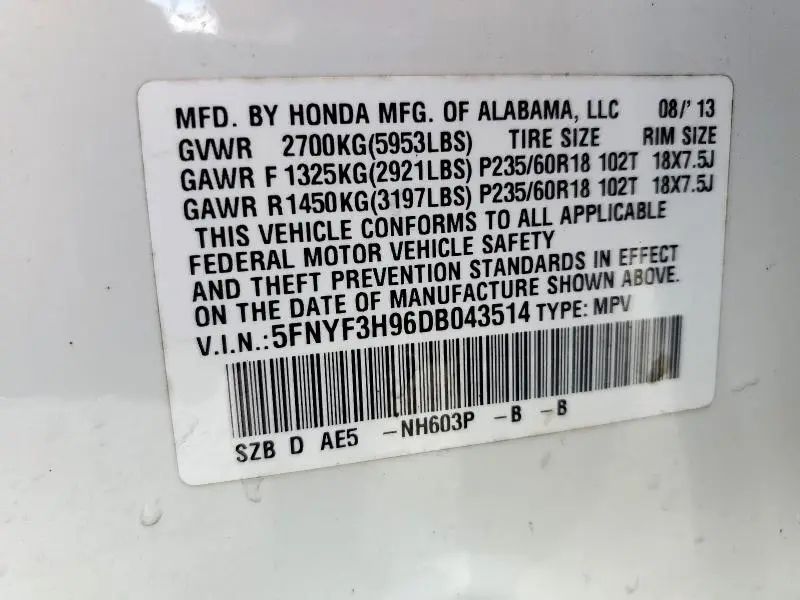 MFD. BY HONDA MFG. OF ALABAMA, LLC 08/'13
GVWR 2700KG(5953LBS) TIRE SIZE RIM SIZE
GAWR F 1325KG(2921LBS) P235/60R18 102T 18X7.5J
GAWR R1450KG(3197LBS) P235/60R18 102T 18X7.5J
THIS VEHICLE CONFORMS TO ALL APPLICABLE
FEDERAL MOTOR VEHICLE SAFETY
AND THEFT PREVENTION STANDARDS IN EFFECT
ON THE DATE OF MANUFACTURE SHOWN ABOVE.
V.I.N.:5FNYF3H96DB043514 TYPE: MPV
SZB D AE5 -NH603P -B -B